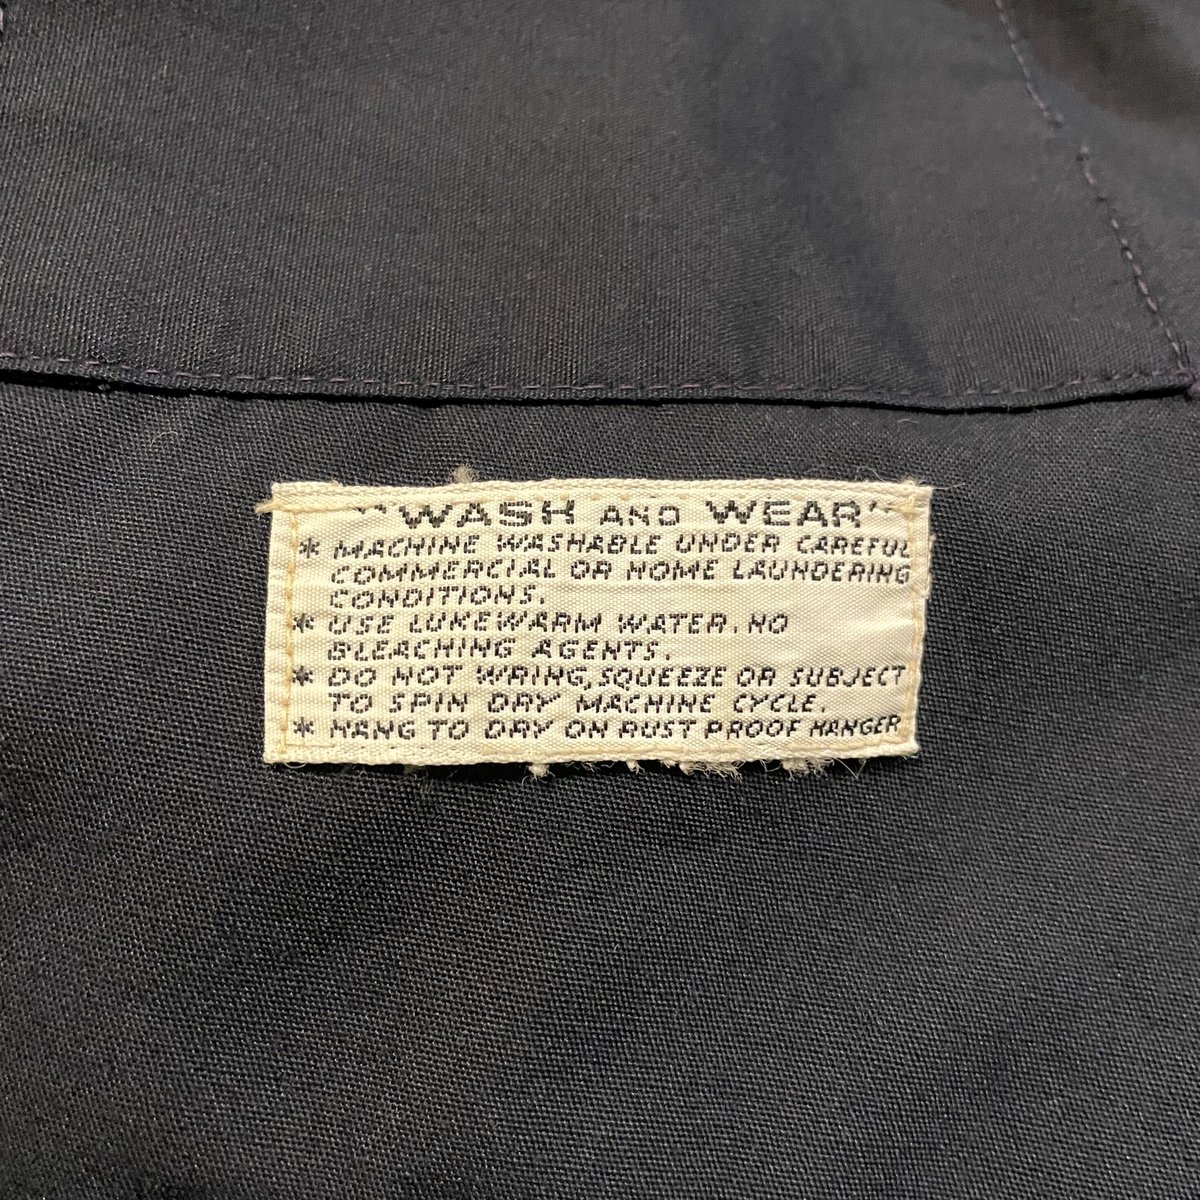 "WASH AND WEAR"
* MACHINE WASHABLE UNDER CAREFUL
COMMERCIAL OR HOME LAUNDERING
CONDITIONS.
* USE LUKEWARM WATER. NO
BLEACHING AGENTS.
* DO NOT WRING, SQUEEZE OR SUBJECT
TO SPIN DRY MACHINE CYCLE.
* HANG TO DRY ON RUST PROOF HANGER